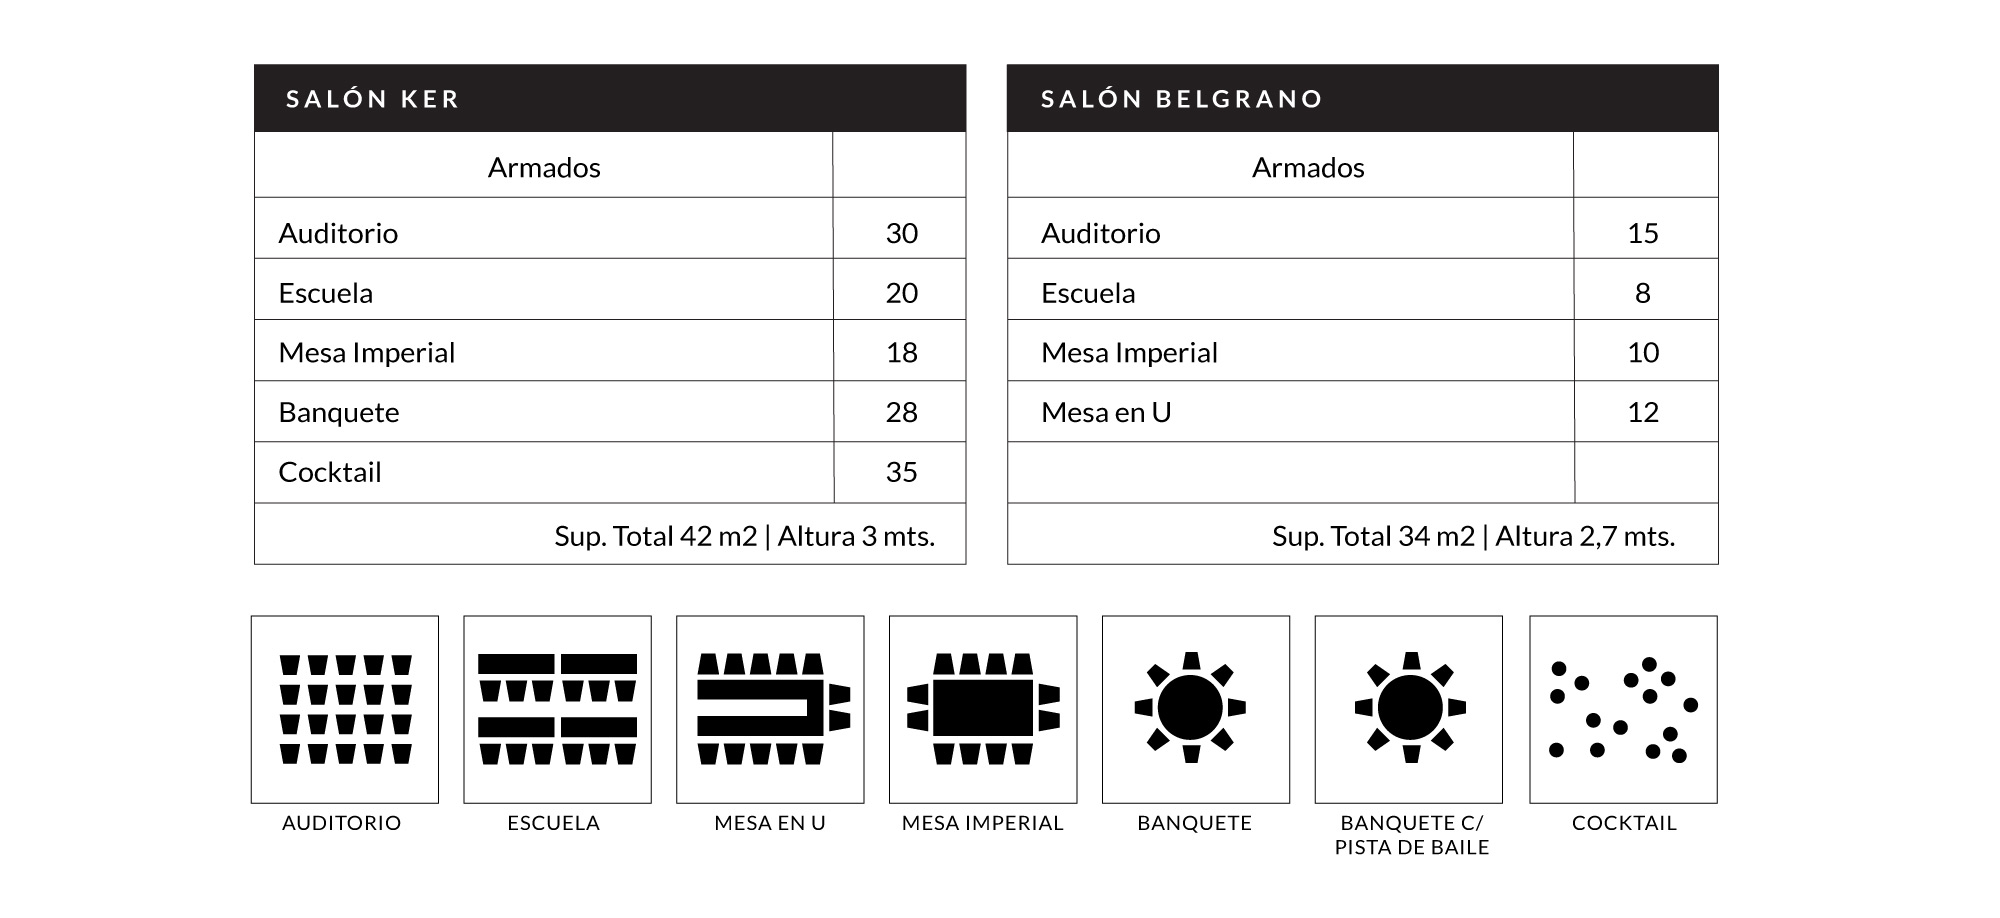 SALÓN KER
Armados
Auditorio 30
Escuela 20
Mesa Imperial 18
Banquete 28
Cocktail 35
Sup. Total 42 m2 | Altura 3 mts.
SALÓN BELGRANO
Armados
Auditorio 15
Escuela 8
Mesa Imperial 10
Mesa en U 12
Sup. Total 34 m2 | Altura 2,7 mts.
AUDITORIO
ESCUELA
MESA EN U
MESA IMPERIAL
BANQUETE
BANQUETE C/
PISTA DE BAILE
COCKTAIL